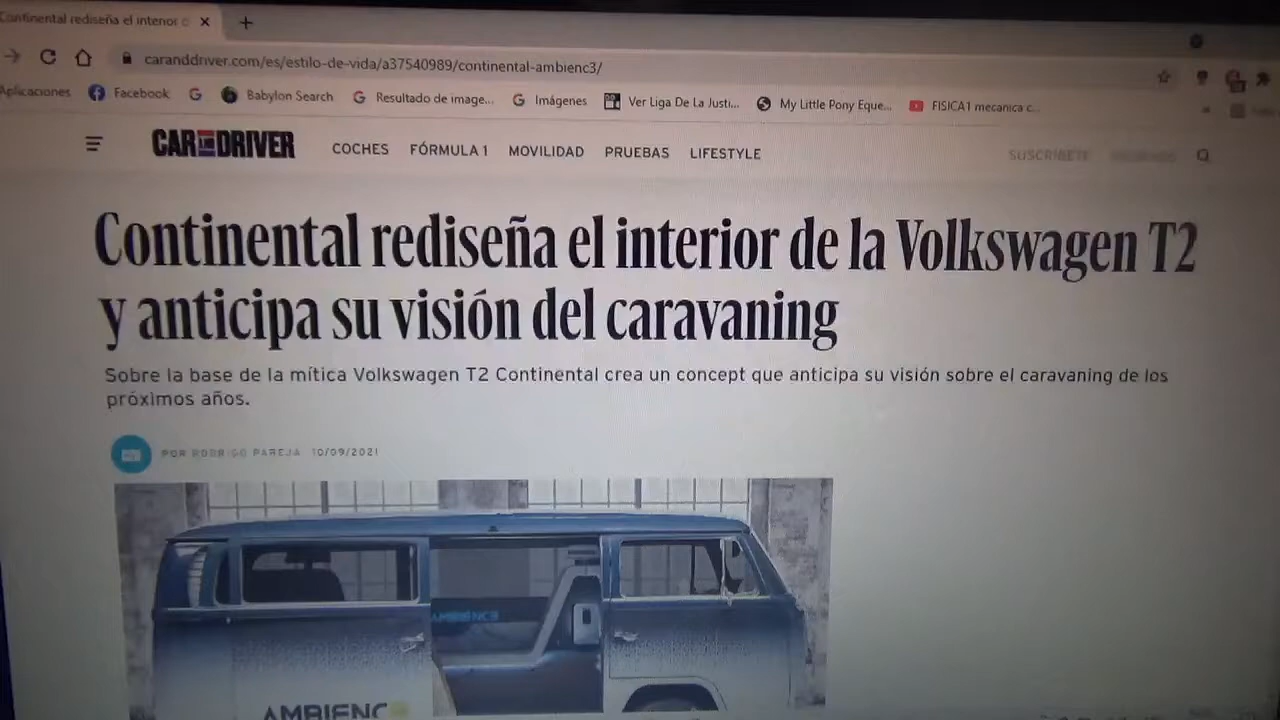 Continental rediseña el interior
caranddriver.com/es/estilo-de-vida/a37540989/continental-ambienc3/
Aplicaciones Facebook Babylon Search Resultado de image... Imágenes Ver Liga De La Justi... My Little Pony Eque... FISICA1 mecanica c...
CAR AND DRIVER COCHES FÓRMULA 1 MOVILIDAD PRUEBAS LIFESTYLE SUSCRÍBETE
Continental rediseña el interior de la Volkswagen T2
y anticipa su visión del caravaning
Sobre la base de la mítica Volkswagen T2 Continental crea un concept que anticipa su visión sobre el caravaning de los
próximos años.
POR RODRIGO PAREJA 10/09/2021
AMBIENC3
AMBIENC